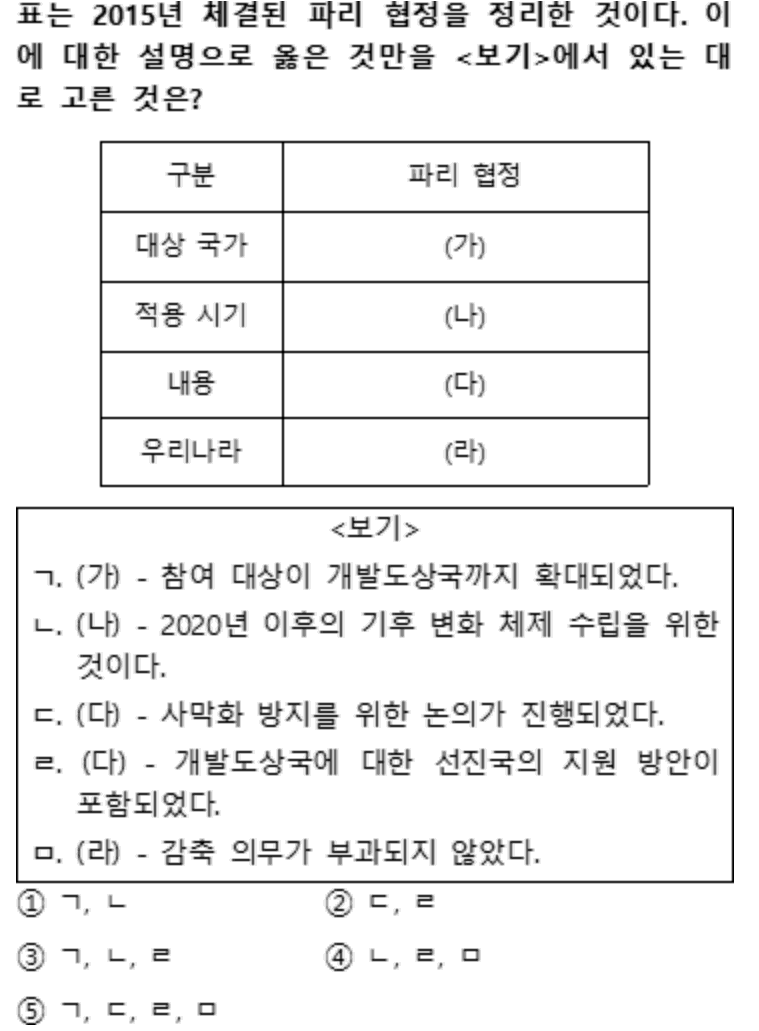 표는 2015년 체결된 파리 협정을 정리한 것이다. 이
에 대한 설명으로 옳은 것만을 <보기>에서 있는 대
로 고른 것은?
구분 파리 협정
대상 국가 (가)
적용 시기 (나)
내용 (다)
우리나라 (라)
<보기>
ㄱ. (가) - 참여 대상이 개발도상국까지 확대되었다.
ㄴ. (나) - 2020년 이후의 기후 변화 체제 수립을 위한
것이다.
ㄷ. (다) - 사막화 방지를 위한 논의가 진행되었다.
ㄹ. (다) - 개발도상국에 대한 선진국의 지원 방안이
포함되었다.
ㅁ. (라) - 감축 의무가 부과되지 않았다.
① ㄱ, ㄴ ② ㄷ, ㄹ
③ ㄱ, ㄴ, ㄹ ④ ㄴ, ㄹ, ㅁ
⑤ ㄱ, ㄷ, ㄹ, ㅁ